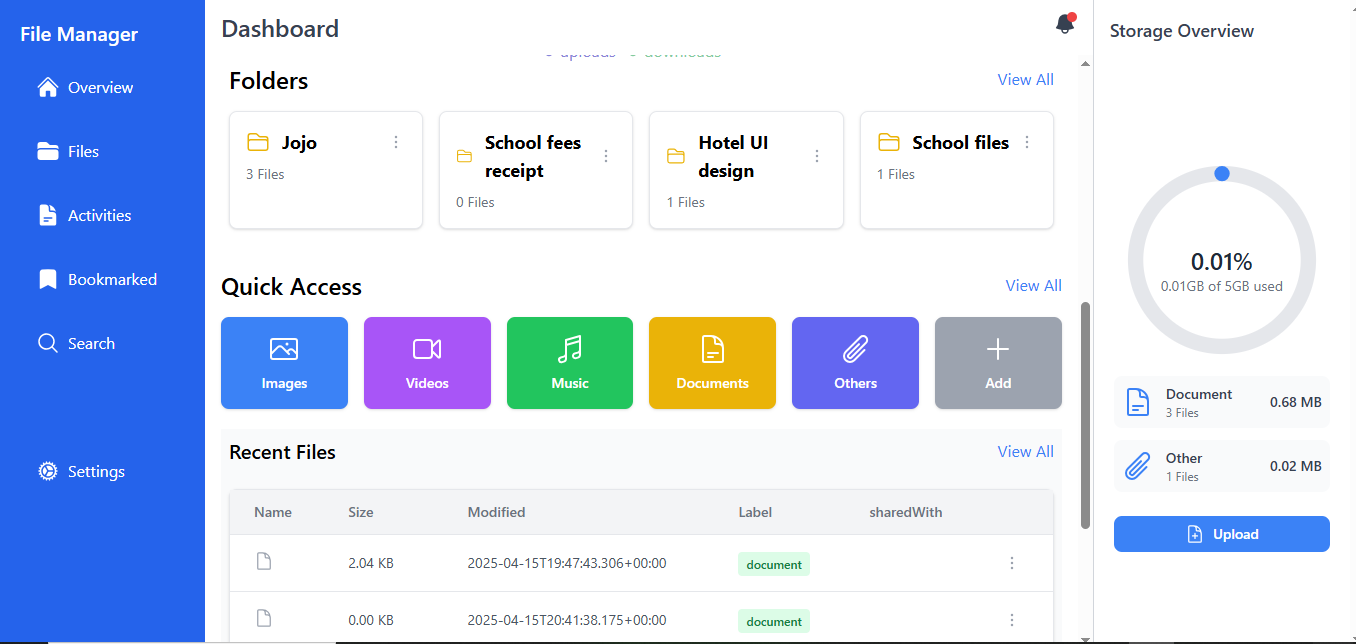 File Manager
Overview
Files
Activities
Bookmarked
Search
Settings
Dashboard
uploads downloads
Folders
View All
Jojo
3 Files
School fees
receipt
0 Files
Hotel UI
design
1 Files
School files
1 Files
Quick Access
View All
Images
Videos
Music
Documents
Others
Add
Recent Files
View All
Name Size Modified Label sharedWith
2.04 KB 2025-04-15T19:47:43.306+00:00 document
0.00 KB 2025-04-15T20:41:38.175+00:00 document
Storage Overview
0.01%
0.01GB of 5GB used
Document
3 Files
0.68 MB
Other
1 Files
0.02 MB
Upload